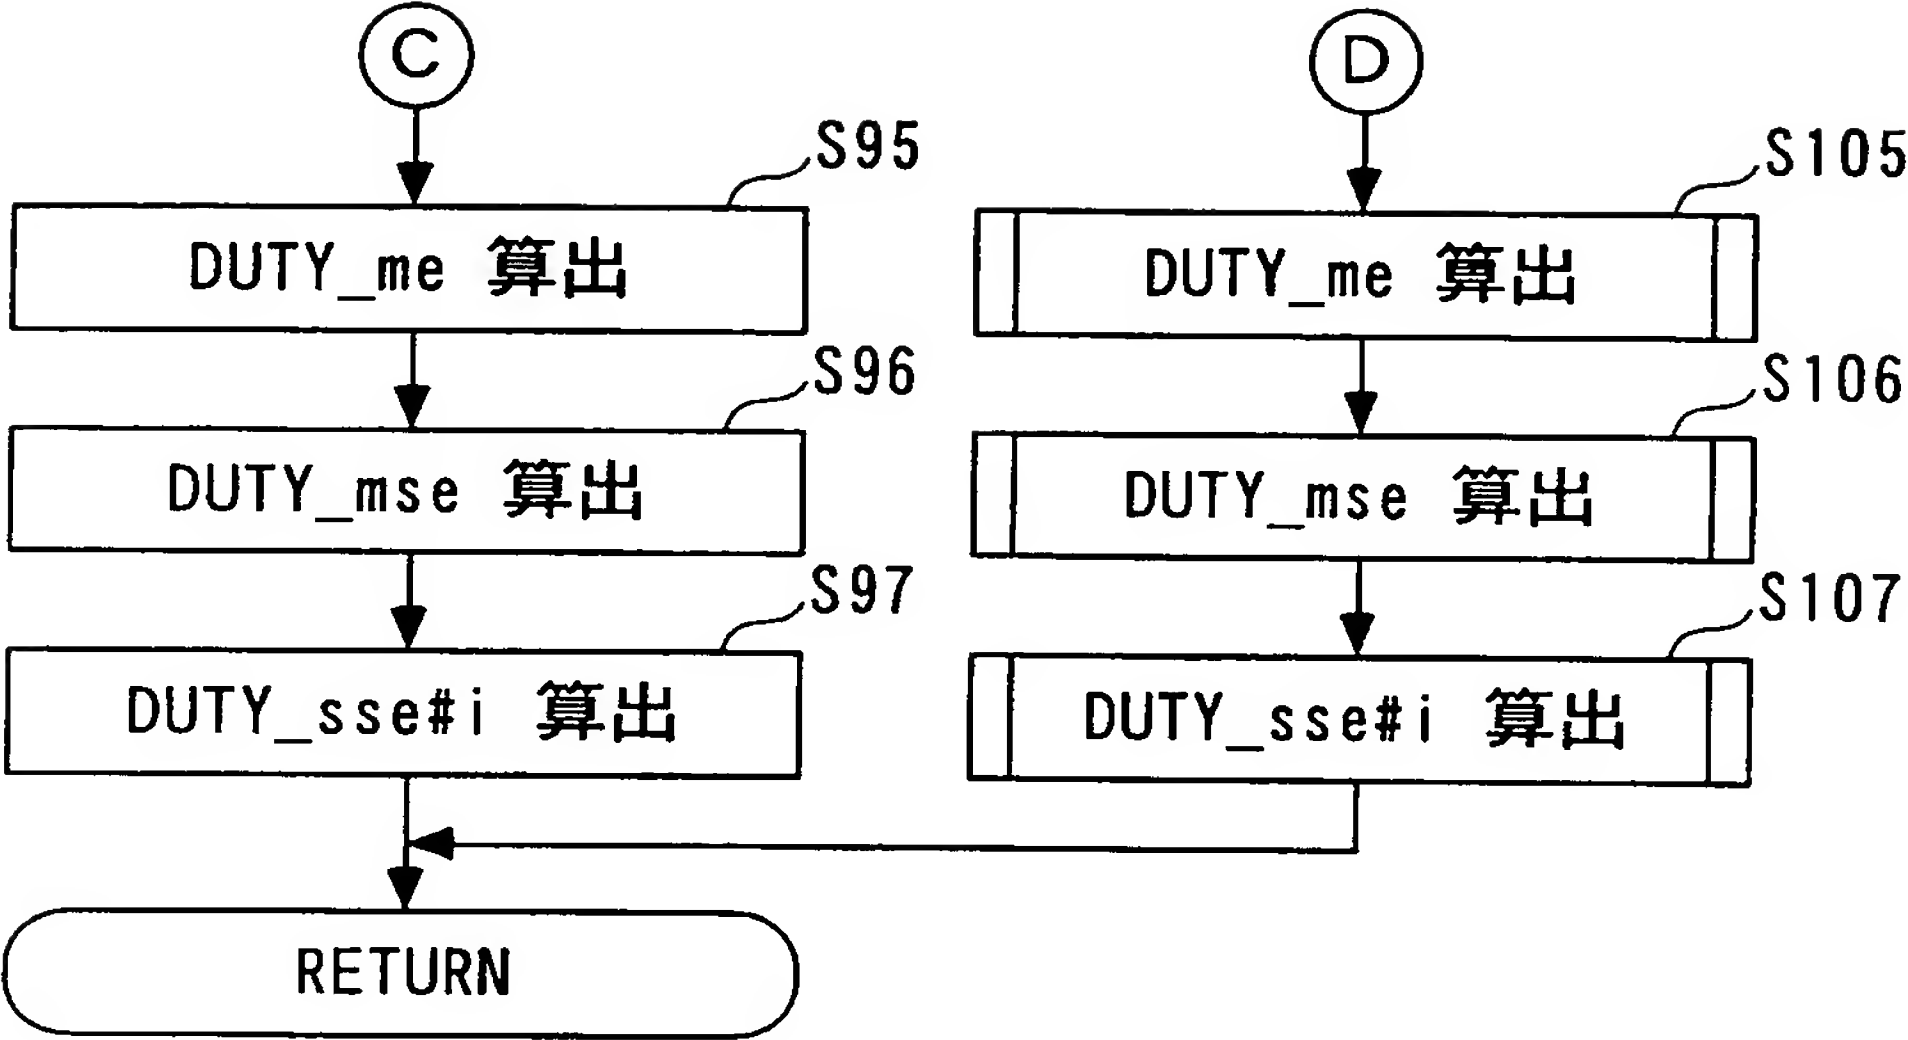 C
S95
DUTY_me 算出
S96
DUTY_mse 算出
S97
DUTY_sse#i 算出
D
S105
DUTY_me 算出
S106
DUTY_mse 算出
S107
DUTY_sse#i 算出
RETURN